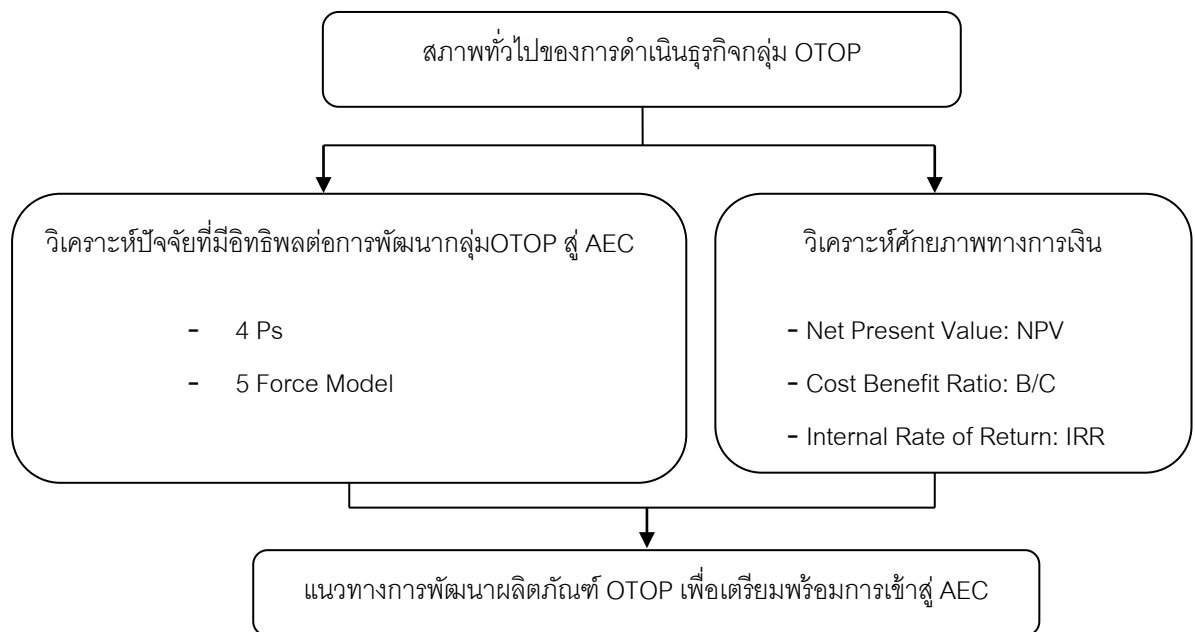 สภาพทั่วไปของการดำเนินธุรกิจกลุ่ม OTOP
วิเคราะห์ปัจจัยที่มีอิทธิพลต่อการพัฒนากลุ่มOTOP สู่ AEC
- 4 Ps
- 5 Force Model
วิเคราะห์ศักยภาพทางการเงิน
- Net Present Value: NPV
- Cost Benefit Ratio: B/C
- Internal Rate of Return: IRR
แนวทางการพัฒนาผลิตภัณฑ์ OTOP เพื่อเตรียมพร้อมการเข้าสู่ AEC